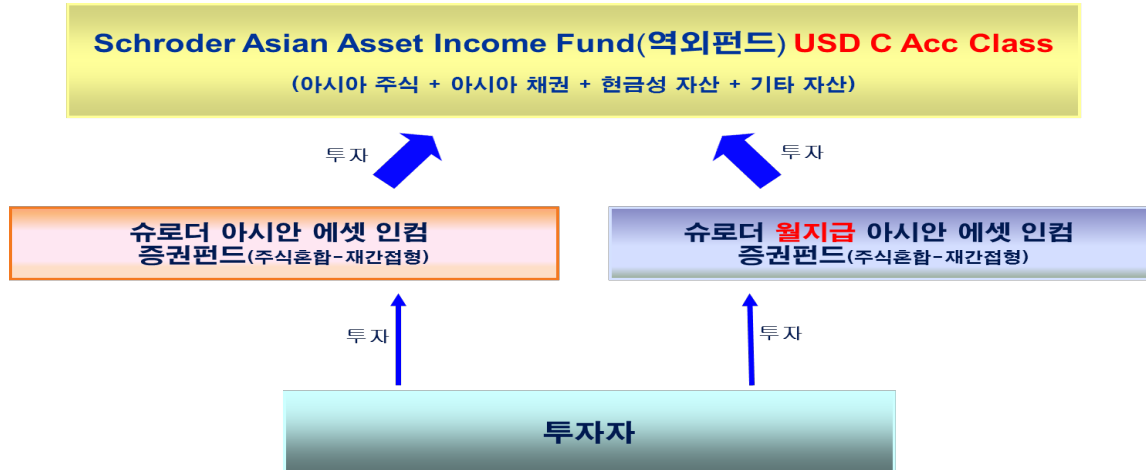 Schroder Asian Asset Income Fund(역외펀드) USD C Acc Class
(아시아 주식 + 아시아 채권 + 현금성 자산 + 기타 자산)
투자
투자
슈로더 아시안 에셋 인컴
증권펀드(주식혼합-재간접형)
슈로더 월지급 아시안 에셋 인컴
증권펀드(주식혼합-재간접형)
투자
투자
투자자